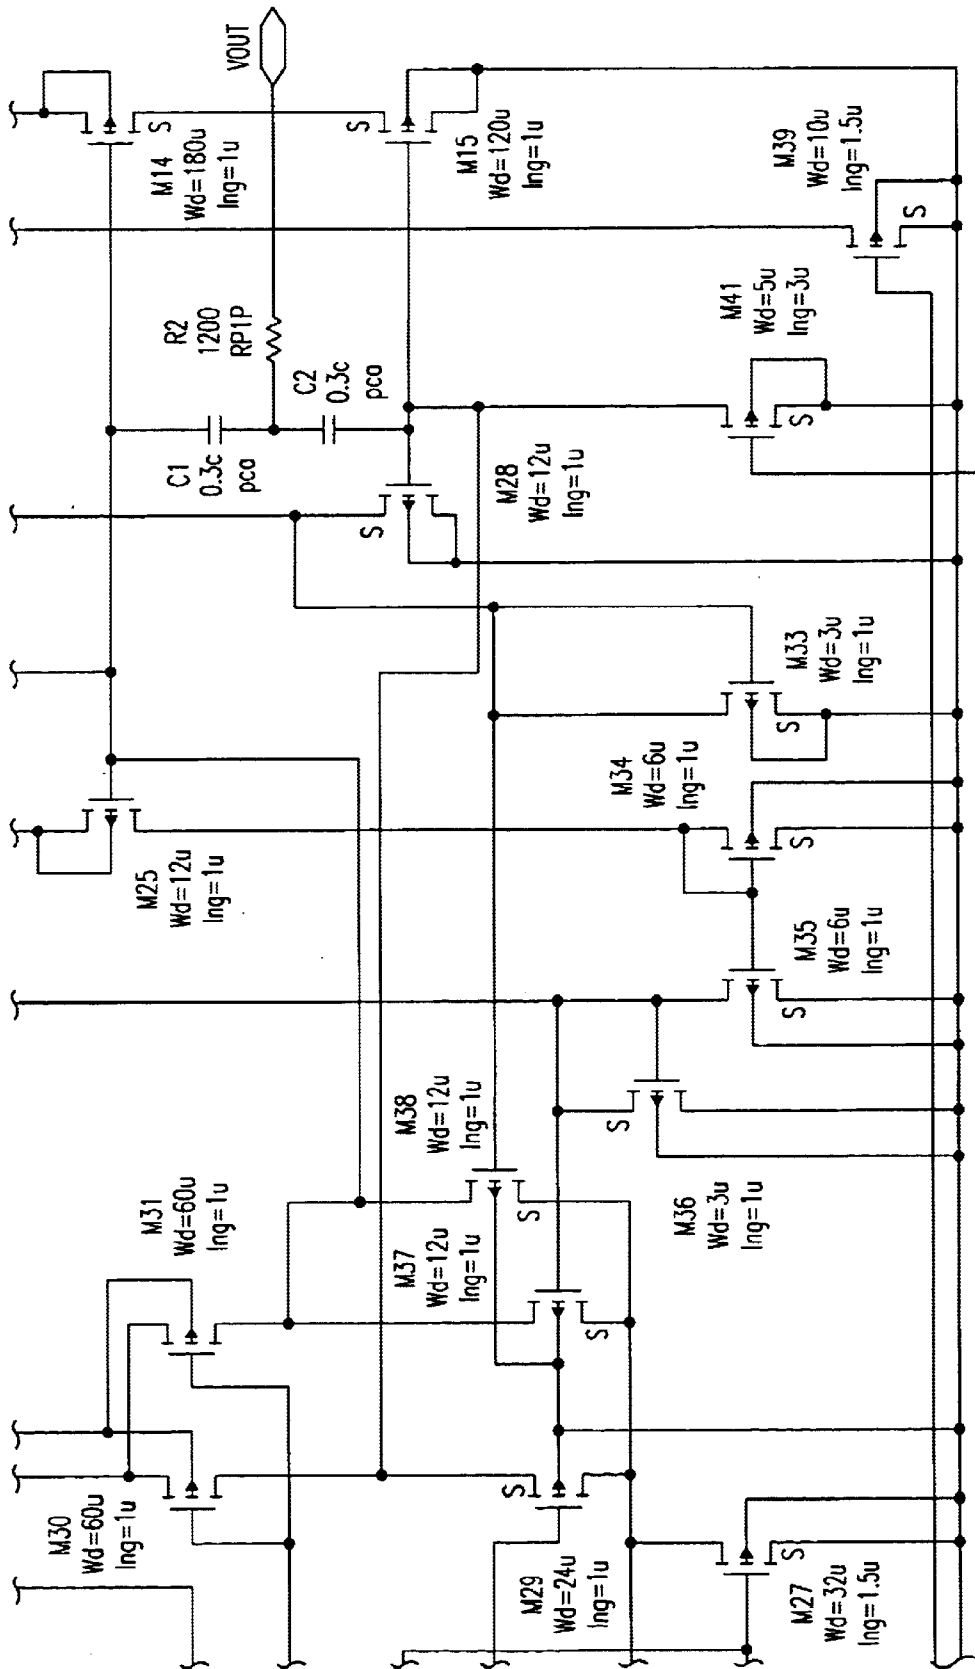 M30
Wd=60u
lng=1u
M31
Wd=60u
lng=1u
M25
Wd=12u
lng=1u
M14
Wd=180u
lng=1u
S
VOUT
R2
1200
RP1P
C1
0.3c
pca
C2
0.3c
pca
S
M15
Wd=120u
lng=1u
S
M28
Wd=12u
lng=1u
M38
Wd=12u
lng=1u
S
M37
Wd=12u
lng=1u
S
S
M29
Wd=24u
lng=1u
S
M36
Wd=3u
lng=1u
M34
Wd=6u
lng=1u
S
M33
Wd=3u
lng=1u
S
M41
Wd=5u
lng=3u
S
M39
Wd=10u
lng=1.5u
S
M35
Wd=6u
lng=1u
S
M27
Wd=32u
lng=1.5u
S